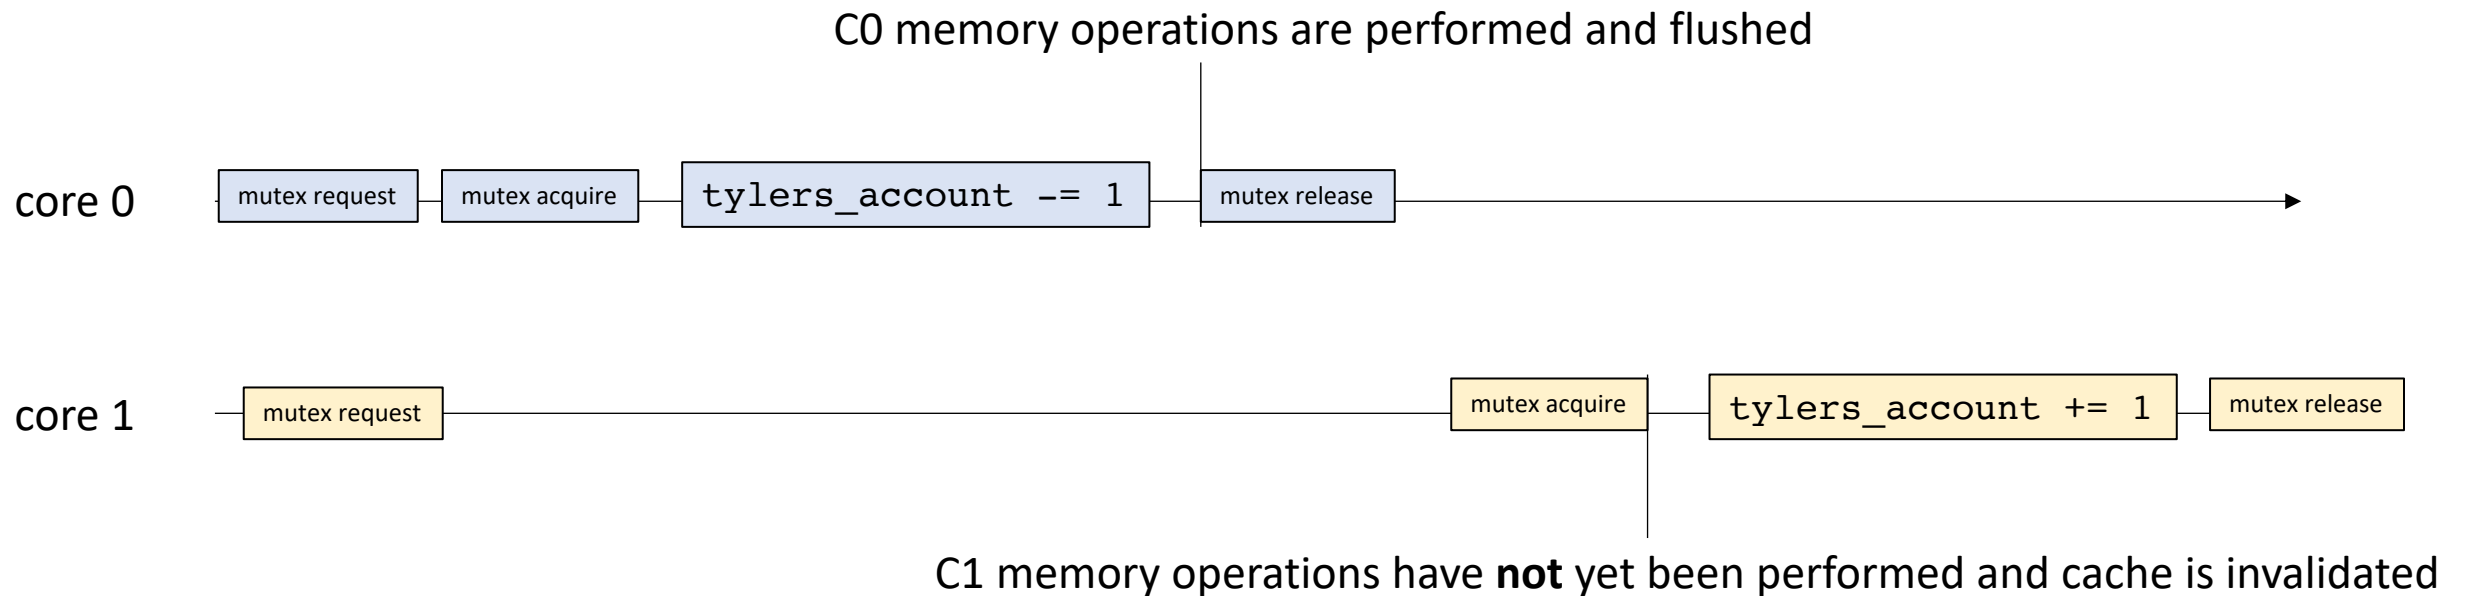 C0 memory operations are performed and flushed
core 0
mutex request
mutex acquire
tylers_account -= 1
mutex release
core 1
mutex request
mutex acquire
tylers_account += 1
mutex release
C1 memory operations have not yet been performed and cache is invalidated